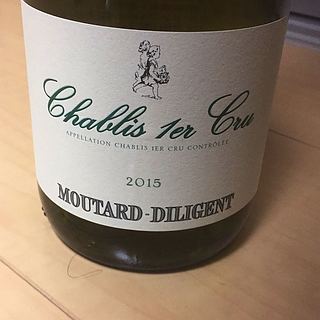 Chablis 1er Cru
APPELLATION CHABLIS 1ER CRU CONTRÔLÉE
2015
MOUTARD-DILIGENT